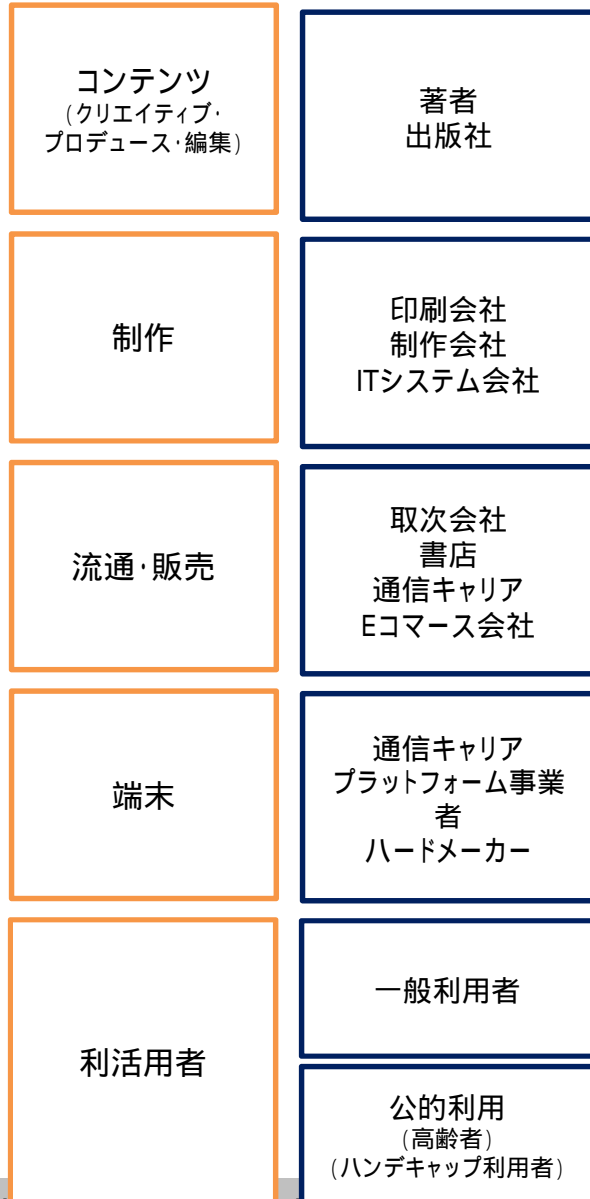 コンテンツ
(クリエイティブ・
プロデュース・編集)
著者
出版社
制作
印刷会社
制作会社
ITシステム会社
流通・販売
取次会社
書店
通信キャリア
Eコマース会社
端末
通信キャリア
プラットフォーム事業
者
ハードメーカー
利活用者
一般利用者
公的利用
(高齢者)
(ハンデキャップ利用者)